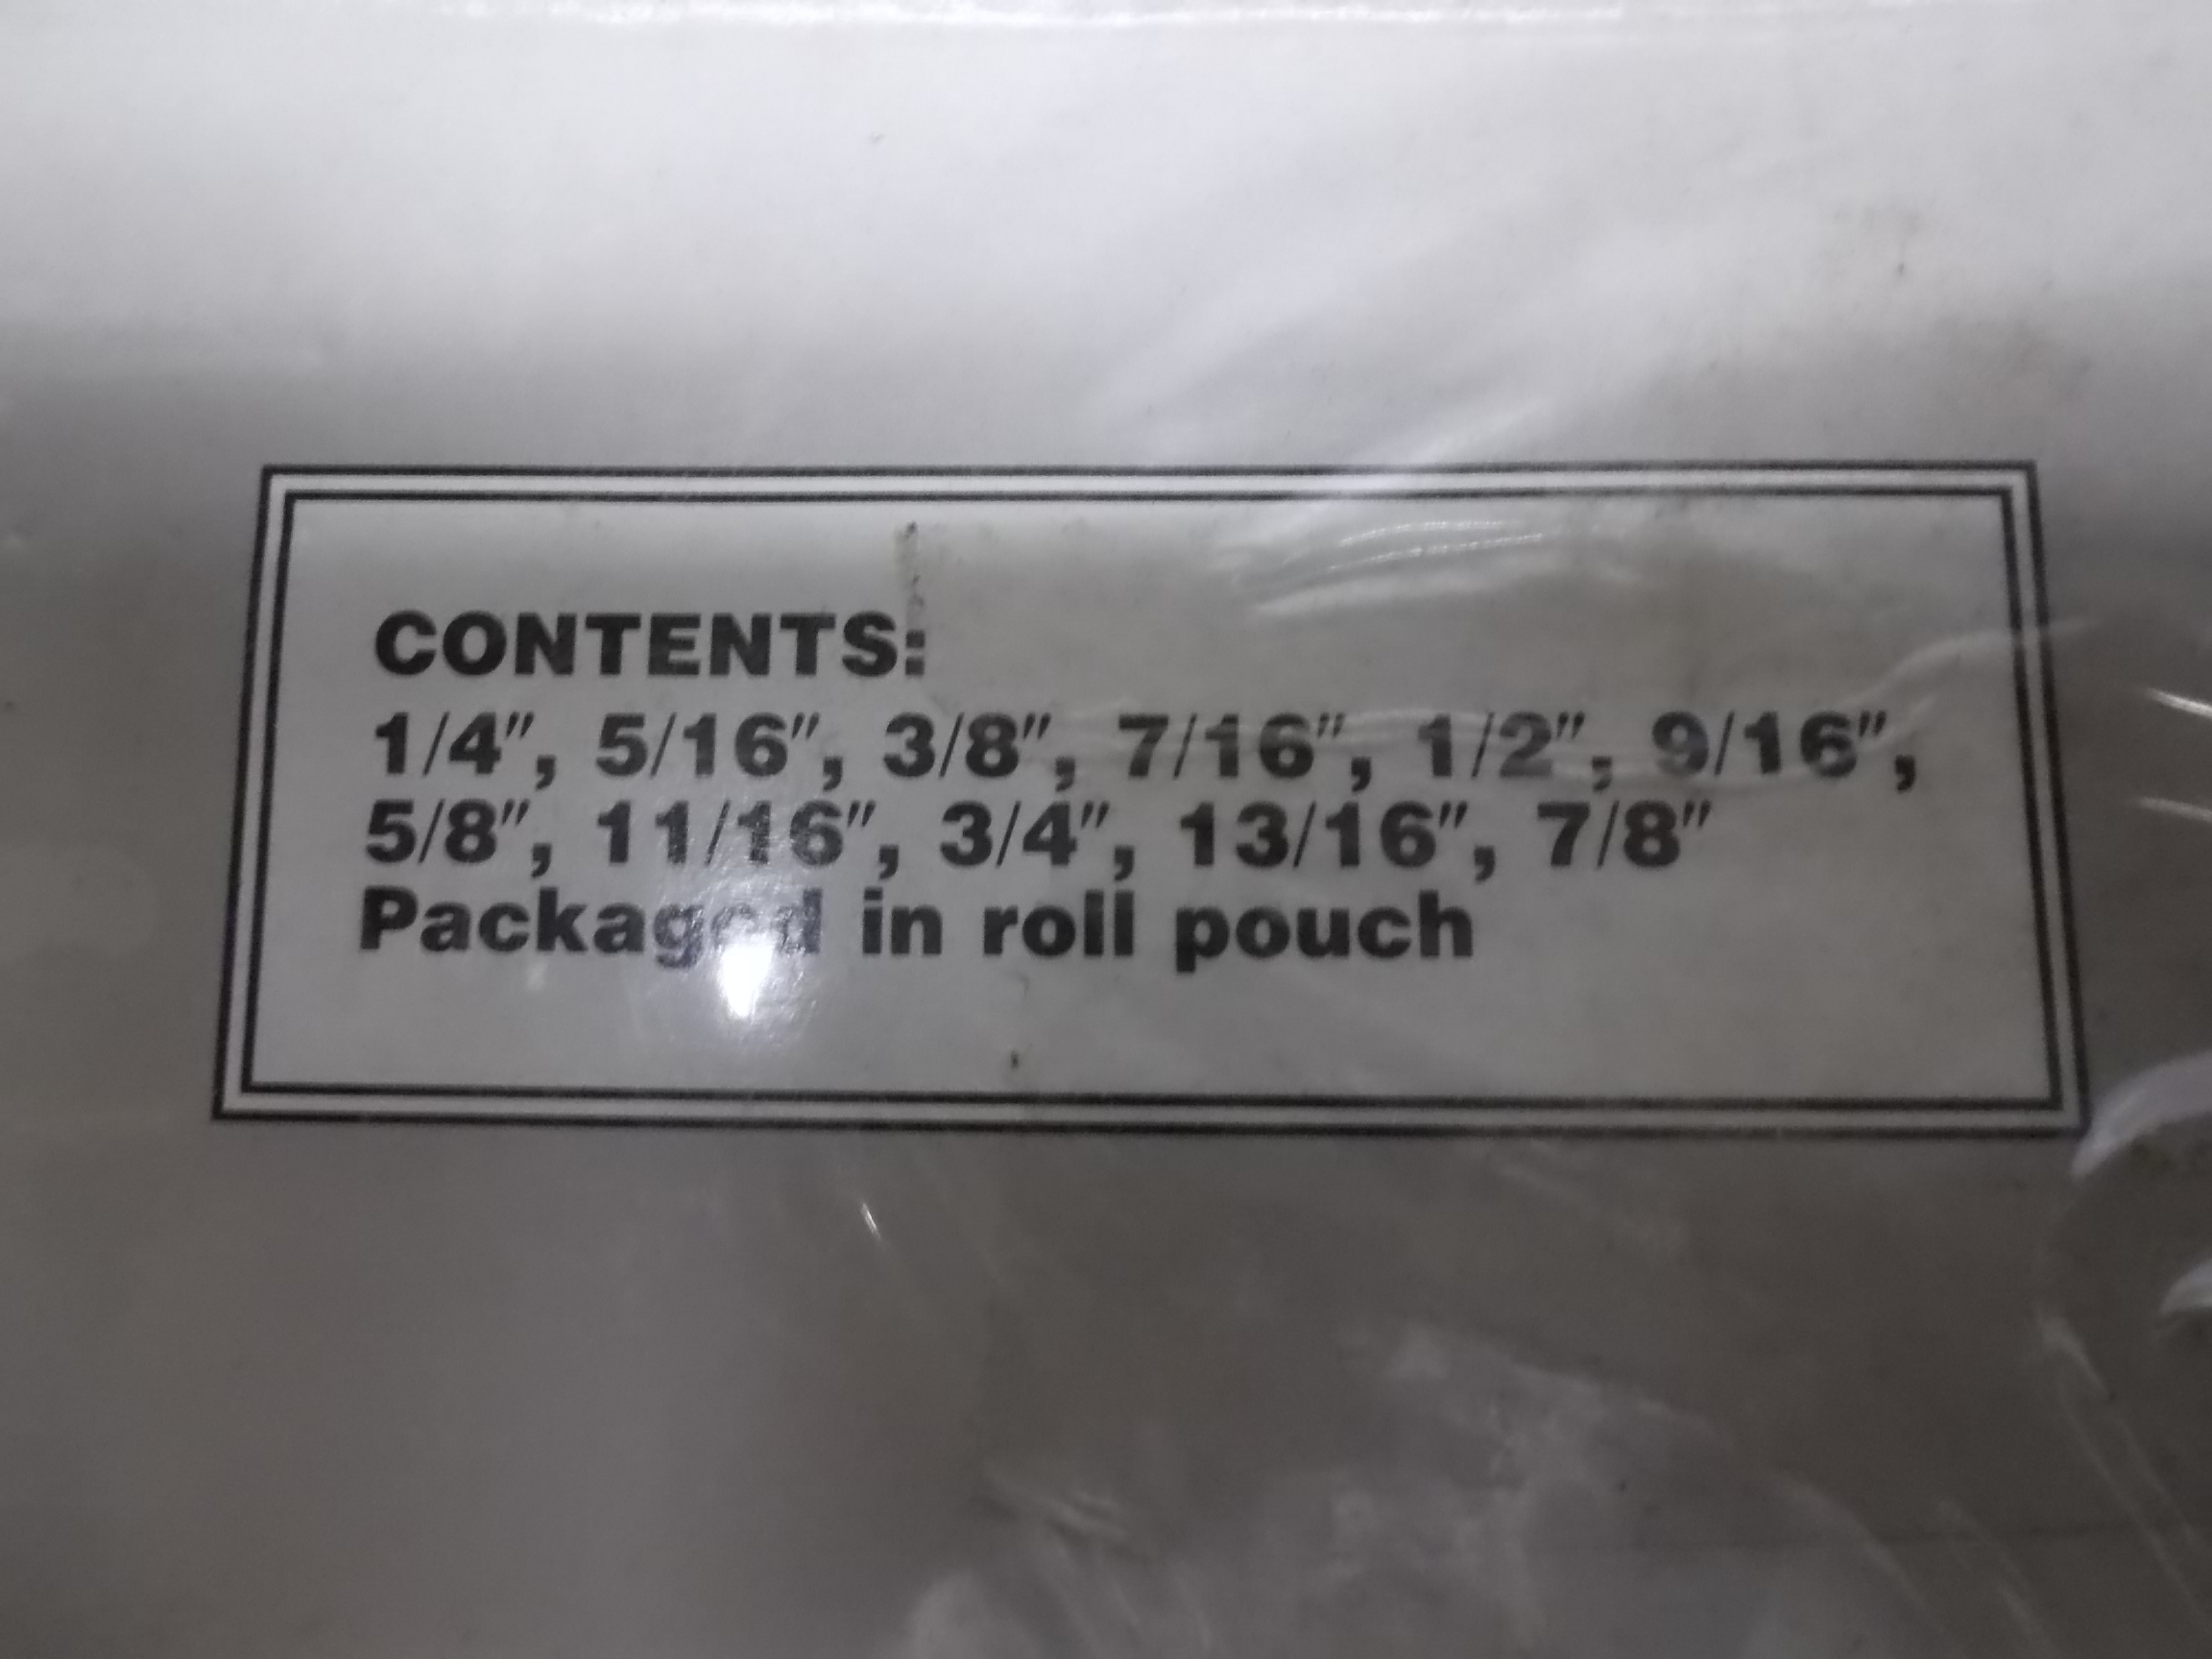 CONTENTS:
1/4″, 5/16″, 3/8″, 7/16″, 1/2″, 9/16″,
5/8″, 11/16″, 3/4″, 13/16″, 7/8″
Packaged in roll pouch